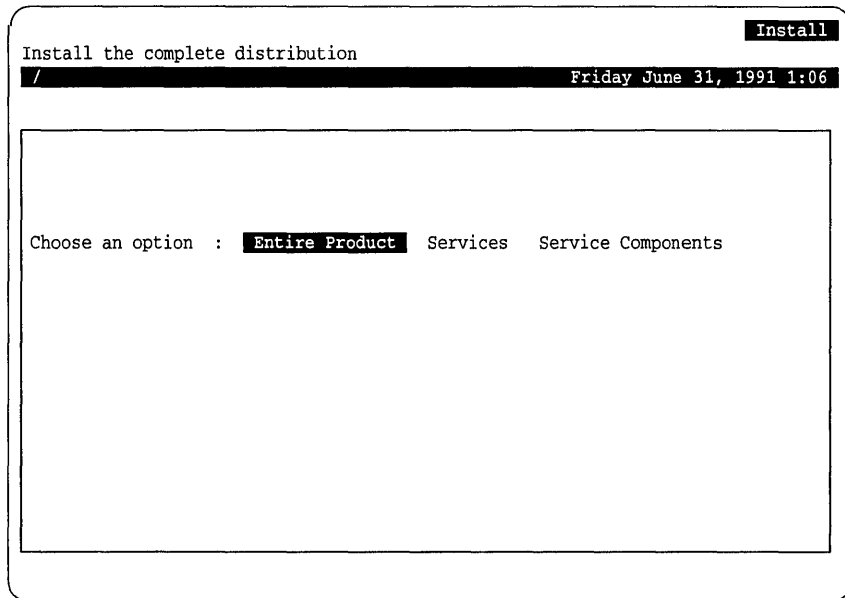 Install
Install the complete distribution
/ Friday June 31, 1991 1:06
Choose an option : Entire Product Services Service Components